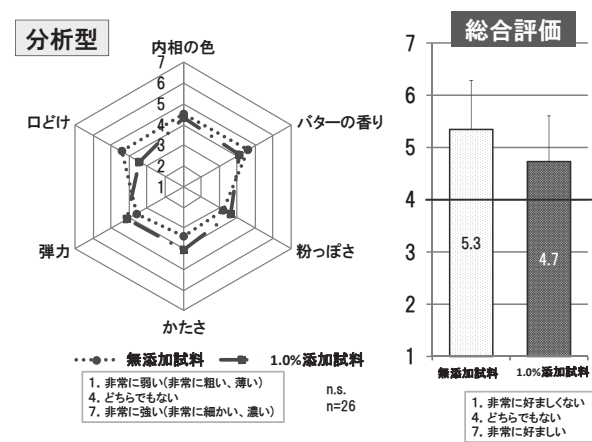 分析型
内相の色
7
6
5
4
3
2
1
バターの香り
粉っぽさ
かたさ
弾力
口どけ
無添加試料
1.0%添加試料
1. 非常に弱い(非常に粗い、薄い)
4. どちらでもない
7. 非常に強い(非常に細かい、濃い)
n.s.
n=26
総合評価
7
6
5
4
3
2
1
5.3
4.7
無添加試料
1.0%添加試料
1. 非常に好ましくない
4. どちらでもない
7. 非常に好ましい